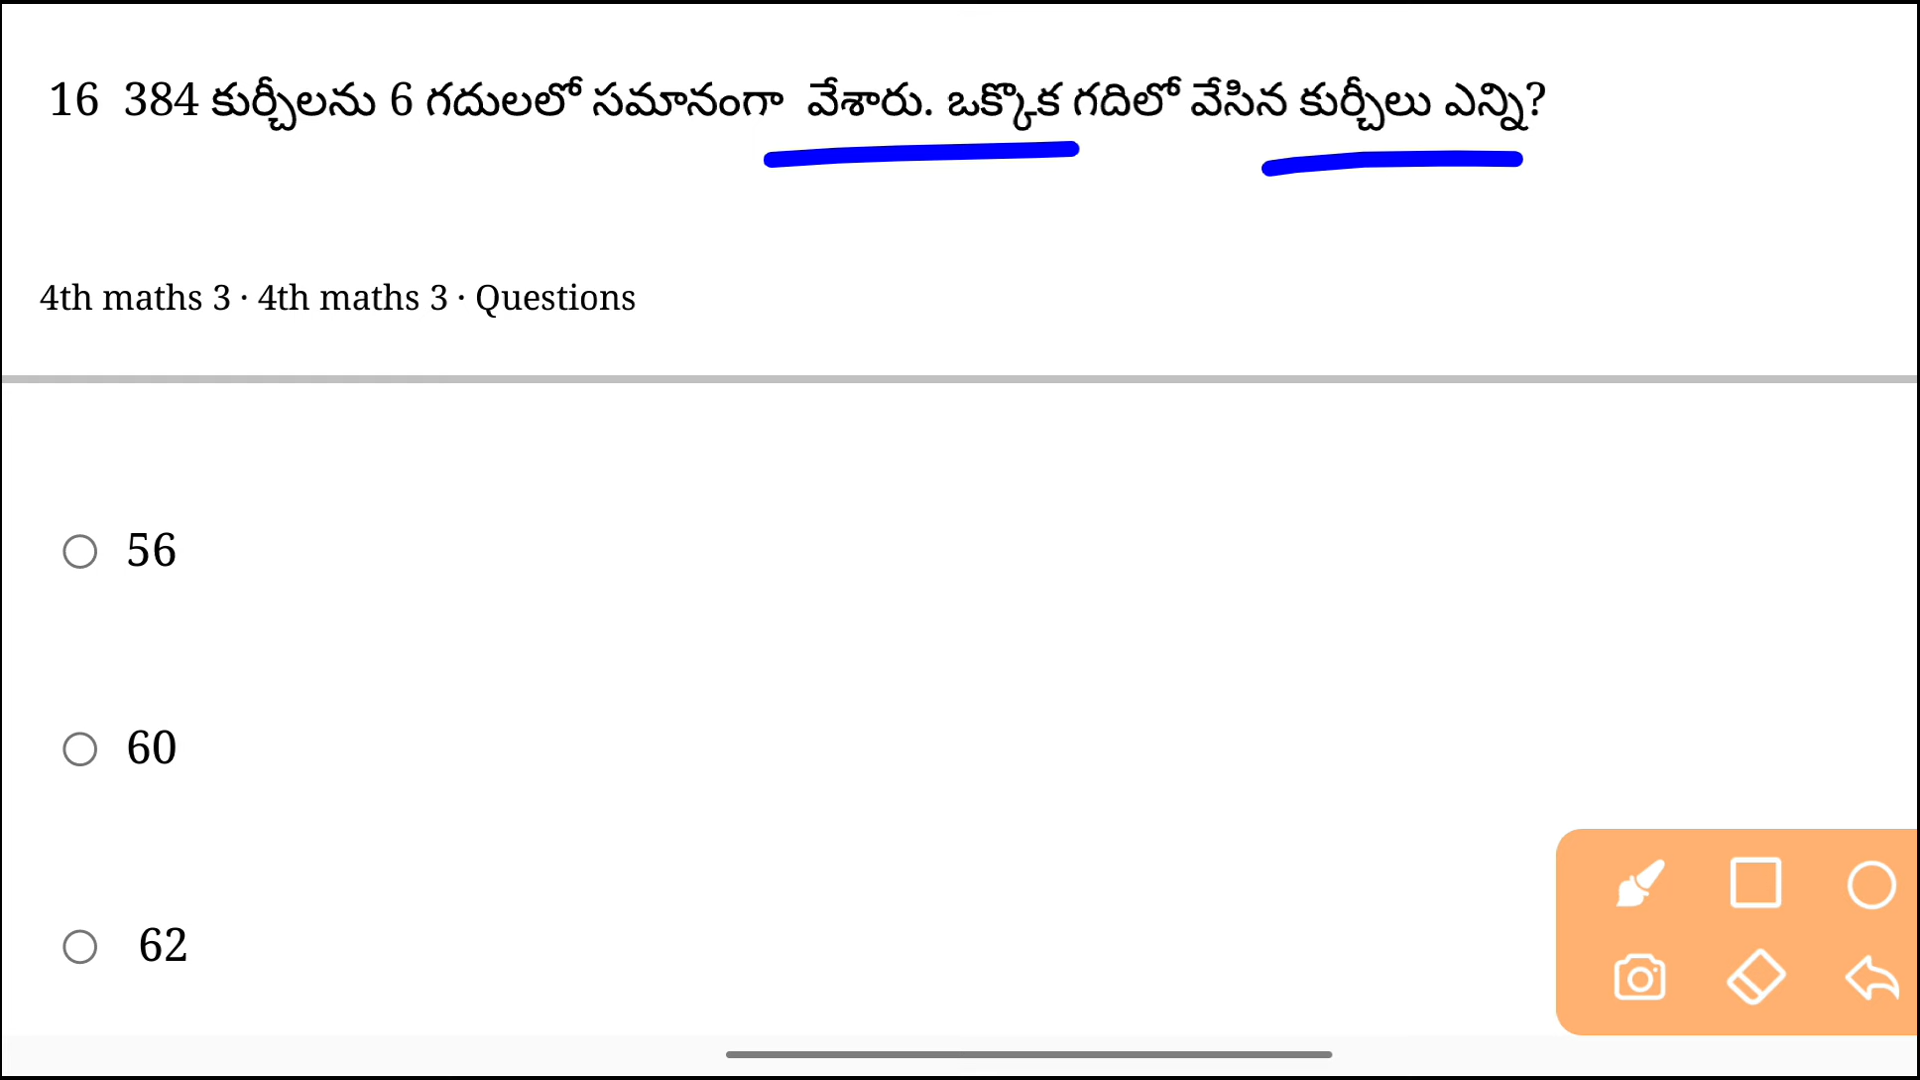 16 384 కుర్చీలను 6 గదులలో సమానంగా వేశారు. ఒక్కొక గదిలో వేసిన కుర్చీలు ఎన్ని?
4th maths 3 · 4th maths 3 · Questions
56
60
62